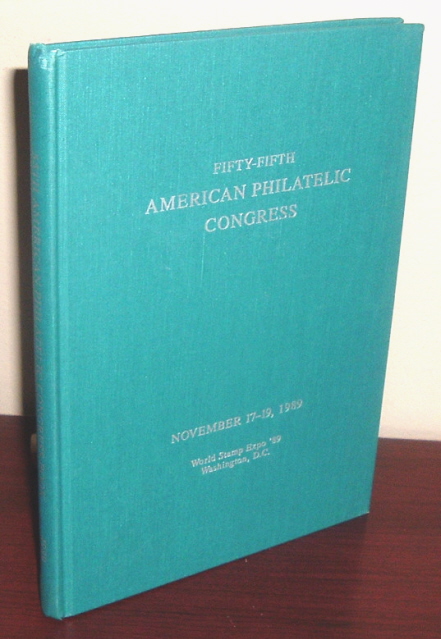 FIFTY-FIFTH
AMERICAN PHILATELIC
CONGRESS
NOVEMBER 17-19, 1989
World Stamp Expo '89
Washington, D.C.